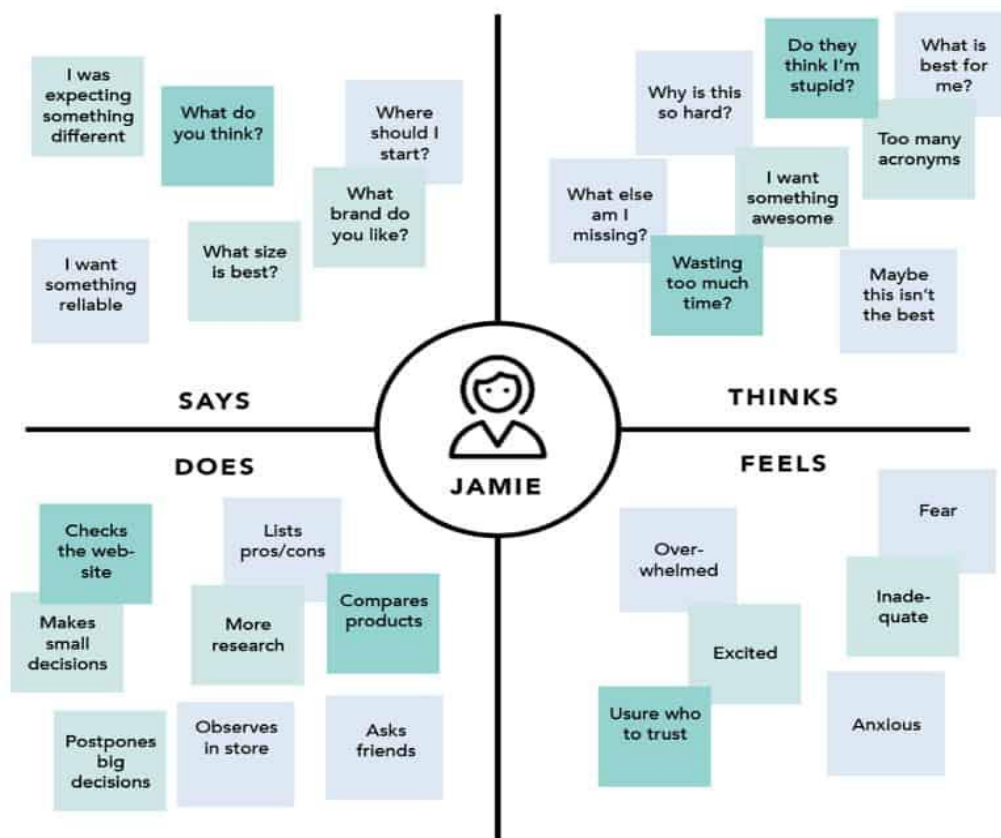 I was
expecting
something
different
What do
you think?
Where
should I
start?
What
brand do
you like?
I want
something
reliable
What size
is best?
SAYS
Why is this
so hard?
Do they
think I'm
stupid?
What is
best for
me?
Too many
acronyms
What else
am I
missing?
I want
something
awesome
Wasting
too much
time?
Maybe
this isn't
the best
THINKS
JAMIE
DOES
Checks
the web-
site
Lists
pros/cons
Makes
small
decisions
More
research
Compares
products
Postpones
big
decisions
Observes
in store
Asks
friends
FEELS
Over-
whelmed
Fear
Inade-
quate
Excited
Usure who
to trust
Anxious